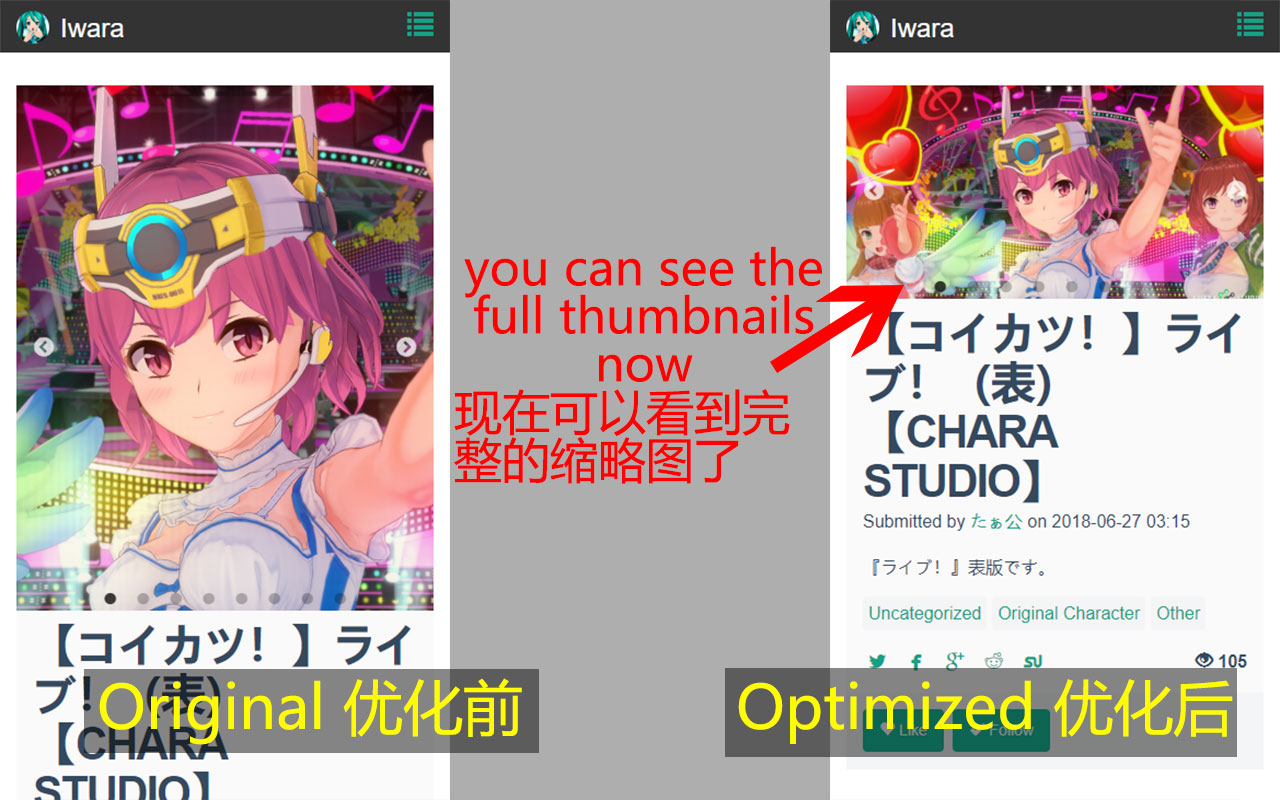 Iwara
【コイカツ！】ライ
ブ！ (表)
【CHARA
STUDIO】
Original 优化前
you can see the
full thumbnails
now
现在可以看到完
整的缩略图了
Iwara
【コイカツ！】ライ
ブ！ (表)
【CHARA
STUDIO】
Submitted by たぁ公 on 2018-06-27 03:15
『ライブ！』表版です。
Uncategorized Original Character Other
105
Like Follow
Optimized 优化后